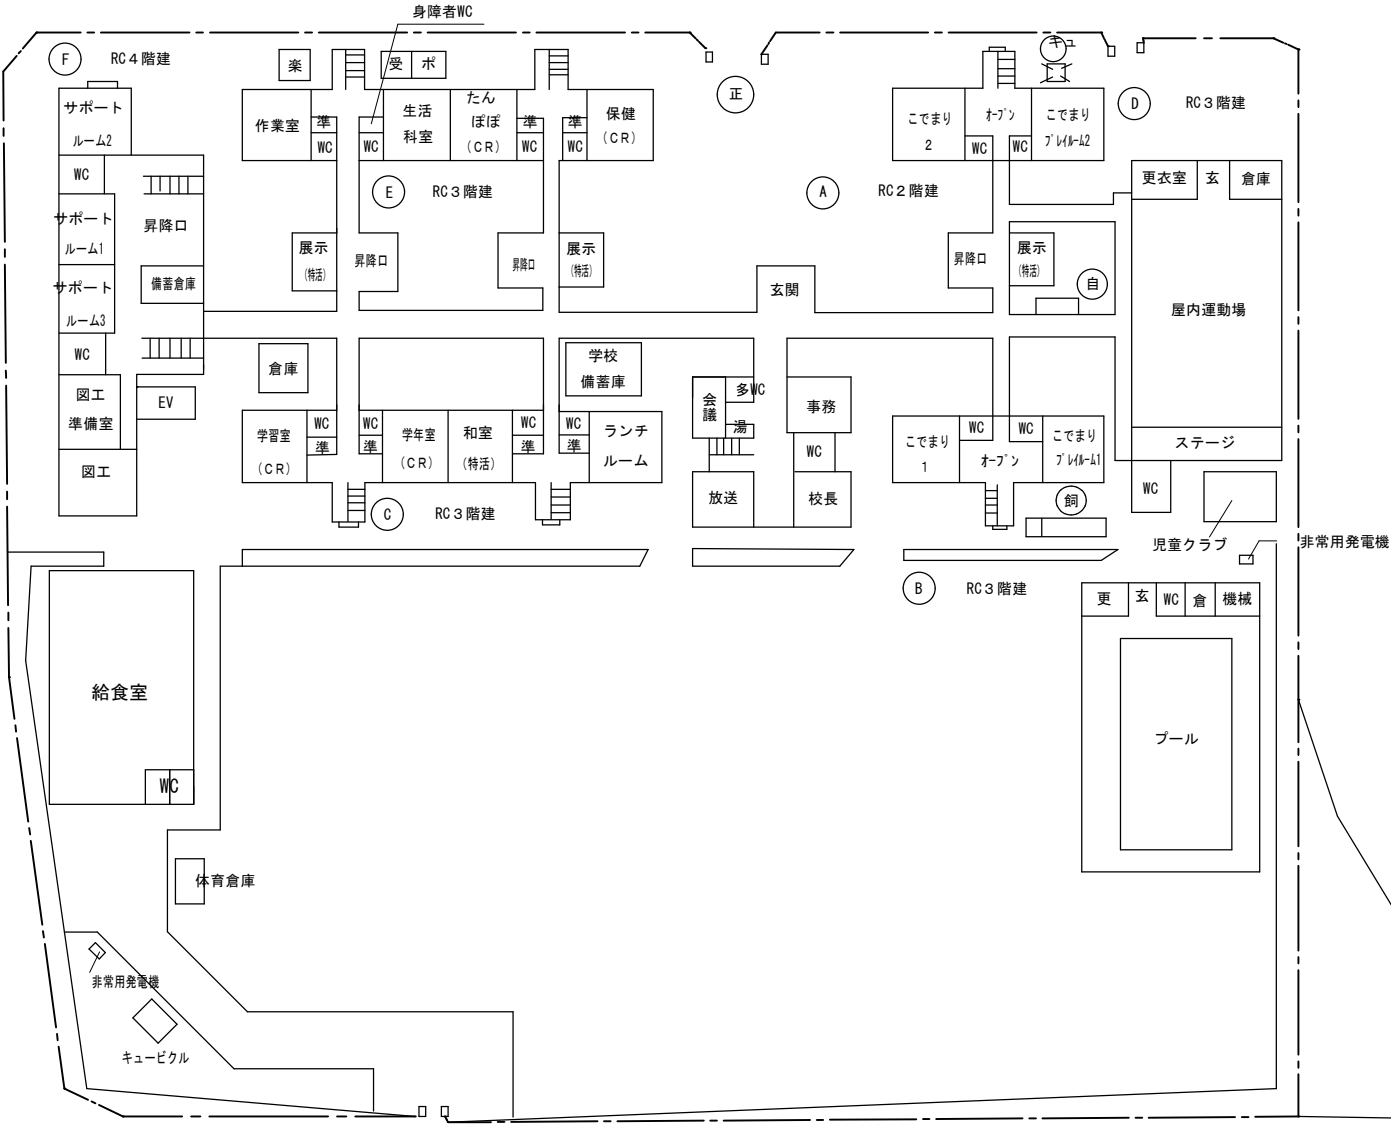 身障者WC
F
RC４階建
楽
受
ポ
正
キュ
D
RC３階建
サポート
ルーム2
WC
サポート
ルーム1
サポート
ルーム3
WC
図工
準備室
図工
昇降口
備蓄倉庫
EV
作業室
準
WC
WC
生活
科室
たん
ぽぽ
(CR)
準
WC
準
WC
保健
(CR)
E
RC３階建
展示
(特活)
昇降口
昇降口
展示
(特活)
A
RC２階建
こでまり
2
オープン
WC
WC
こでまり
プレイルーム2
昇降口
展示
(特活)
自
玄関
更衣室
玄
倉庫
屋内運動場
ステージ
WC
倉庫
学校
備蓄庫
学習室
(CR)
WC
準
WC
準
学年室
(CR)
和室
(特活)
WC
準
WC
準
ランチ
ルーム
会議
多WC
湯
事務
WC
放送
校長
こでまり
1
WC
オープン
WC
こでまり
プレイルーム1
飼
C
RC３階建
児童クラブ
非常用発電機
B
RC３階建
更
玄
WC
倉
機械
プール
給食室
WC
体育倉庫
非常用発電機
キュービクル